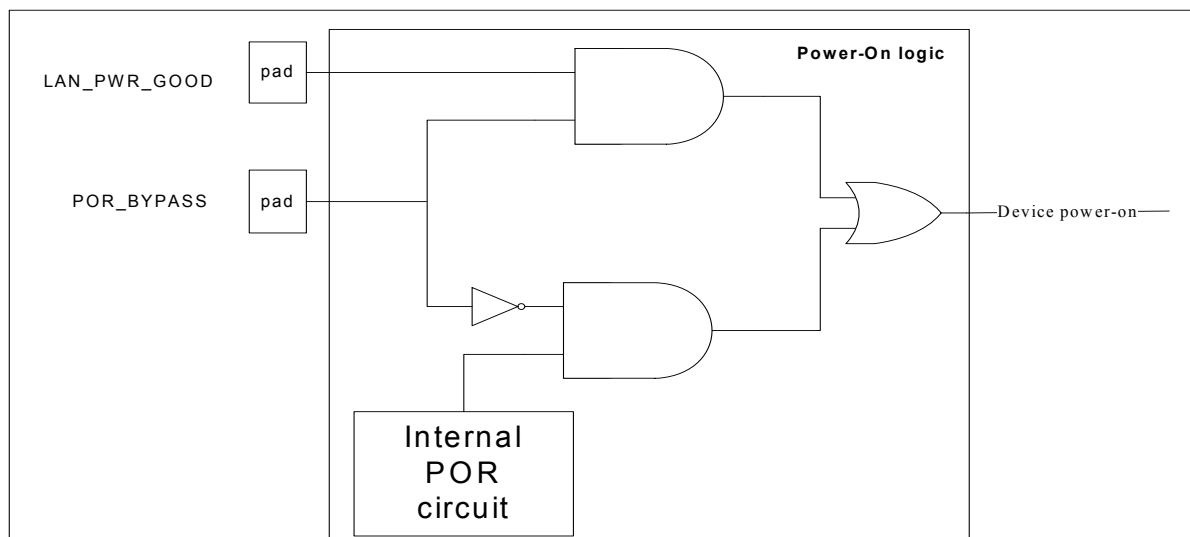 Power-On logic
LAN_PWR_GOOD
pad
POR_BYPASS
pad
Device power-on
Internal
POR
circuit